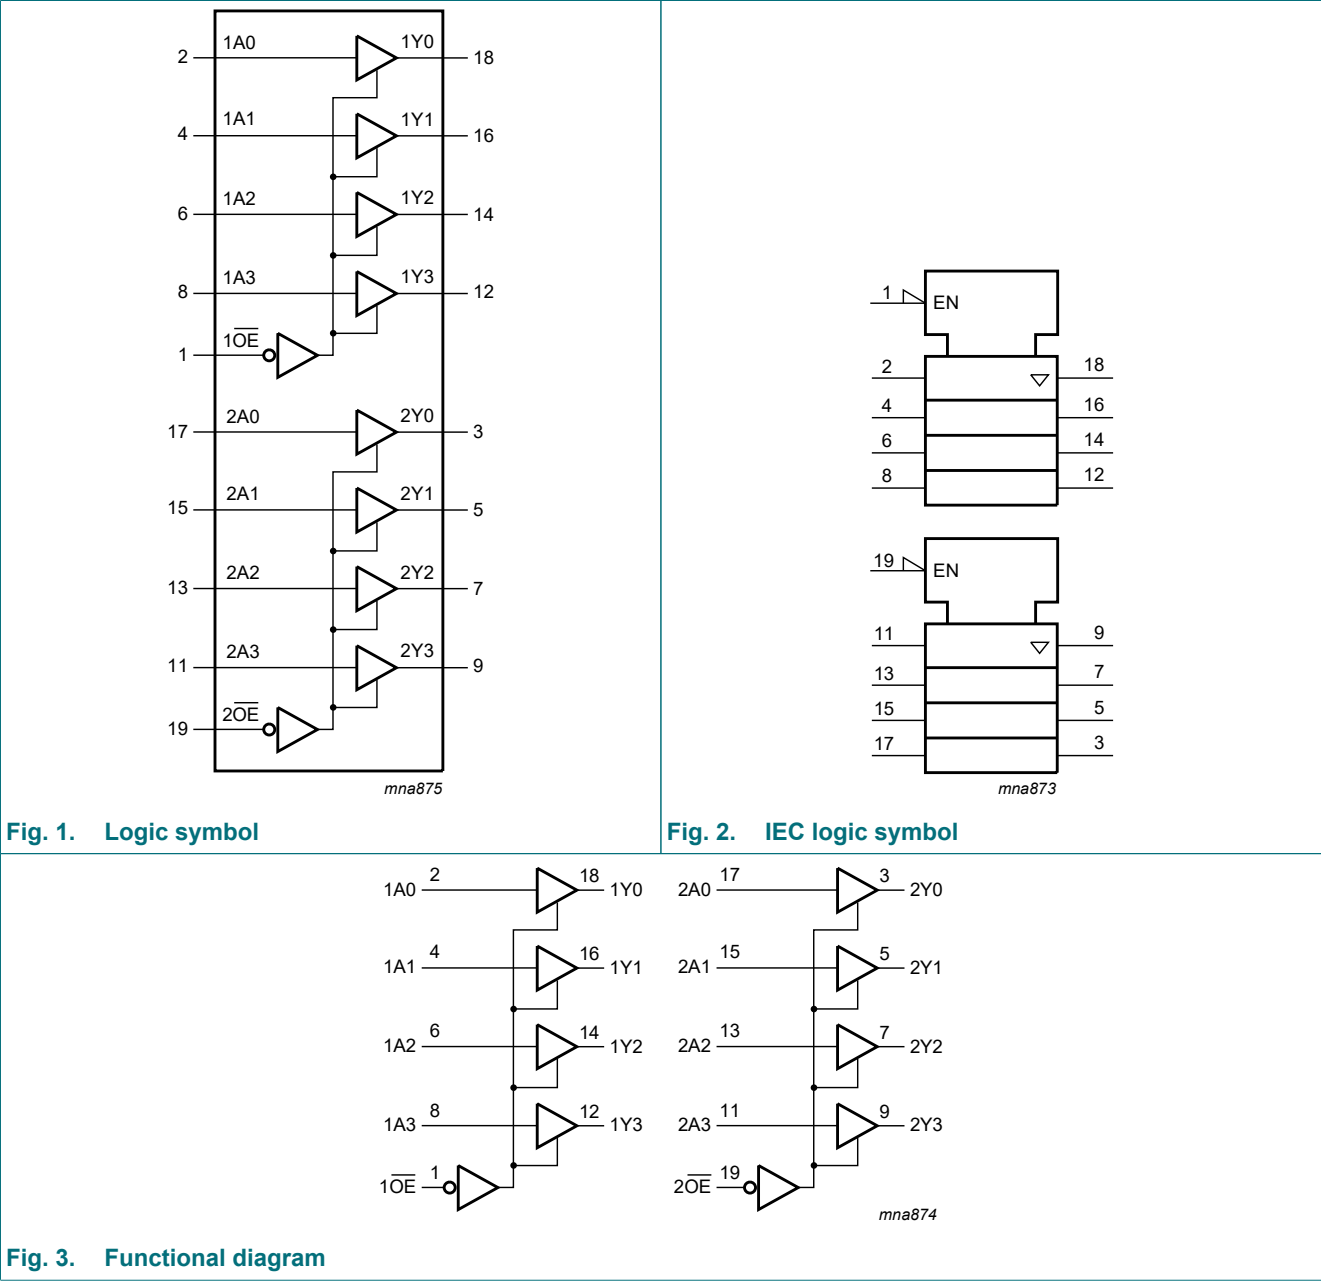 2 1A0 1Y0 18
4 1A1 1Y1 16
6 1A2 1Y2 14
8 1A3 1Y3 12
1 1O̅E̅
17 2A0 2Y0 3
15 2A1 2Y1 5
13 2A2 2Y2 7
11 2A3 2Y3 9
19 2O̅E̅
mna875
Fig. 1. Logic symbol
1 EN
2 18
4 16
6 14
8 12
19 EN
11 9
13 7
15 5
17 3
mna873
Fig. 2. IEC logic symbol
1A0 2 18 1Y0
1A1 4 16 1Y1
1A2 6 14 1Y2
1A3 8 12 1Y3
1O̅E̅ 1
2A0 17 3 2Y0
2A1 15 5 2Y1
2A2 13 7 2Y2
2A3 11 9 2Y3
2O̅E̅ 19
mna874
Fig. 3. Functional diagram